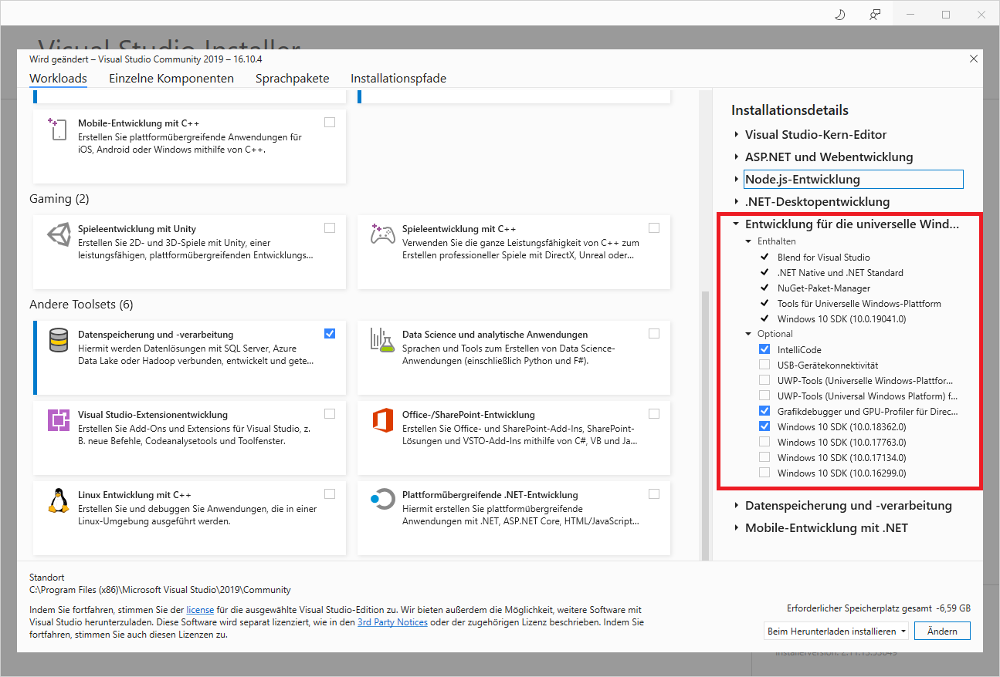 Visual Studio Installer
Wird geändert – Visual Studio Community 2019 – 16.10.4
Workloads
Einzelne Komponenten
Sprachpakete
Installationspfade
Mobile-Entwicklung mit C++
Erstellen Sie plattformübergreifende Anwendungen für
iOS, Android oder Windows mithilfe von C++.
Gaming (2)
Spieleentwicklung mit Unity
Erstellen Sie 2D- und 3D-Spiele mit Unity, einer
leistungsfähigen, plattformübergreifenden Entwicklungs...
Spieleentwicklung mit C++
Verwenden Sie die ganze Leistungsfähigkeit von C++ zum
Erstellen professioneller Spiele mit DirectX, Unreal oder...
Andere Toolsets (6)
Datenspeicherung und -verarbeitung
Hiermit werden Datenlösungen mit SQL Server, Azure
Data Lake oder Hadoop verbunden, entwickelt und gete...
Data Science und analytische Anwendungen
Sprachen und Tools zum Erstellen von Data Science-
Anwendungen (einschließlich Python und F#).
Visual Studio-Extensionentwicklung
Erstellen Sie Add-Ons und Extensions für Visual Studio, z.
B. neue Befehle, Codeanalysetools und Toolfenster.
Office-/SharePoint-Entwicklung
Erstellen Sie Office- und SharePoint-Add-Ins, SharePoint-
Lösungen und VSTO-Add-Ins mithilfe von C#, VB und Ja...
Linux Entwicklung mit C++
Erstellen Sie und debuggen Sie Anwendungen, die in einer
Linux-Umgebung ausgeführt werden.
Plattformübergreifende .NET-Entwicklung
Hiermit erstellen Sie plattformübergreifende
Anwendungen mit .NET, ASP.NET Core, HTML/JavaScript...
Installationsdetails
Visual Studio-Kern-Editor
ASP.NET und Webentwicklung
Node.js-Entwicklung
.NET-Desktopentwicklung
Entwicklung für die universelle Wind...
Enthalten
Blend for Visual Studio
.NET Native und .NET Standard
NuGet-Paket-Manager
Tools für Universelle Windows-Plattform
Windows 10 SDK (10.0.19041.0)
Optional
IntelliCode
USB-Gerätekonnektivität
UWP-Tools (Universelle Windows-Plattfor...
UWP-Tools (Universal Windows Platform) f...
Grafikdebugger und GPU-Profiler für Direc...
Windows 10 SDK (10.0.18362.0)
Windows 10 SDK (10.0.17763.0)
Windows 10 SDK (10.0.17134.0)
Windows 10 SDK (10.0.16299.0)
Datenspeicherung und -verarbeitung
Mobile-Entwicklung mit .NET
Standort
C:\Program Files (x86)\Microsoft Visual Studio\2019\Community
Indem Sie fortfahren, stimmen Sie der license für die ausgewählte Visual Studio-Edition zu. Wir bieten außerdem die Möglichkeit, weitere Software mit
Visual Studio herunterzuladen. Diese Software wird separat lizenziert, wie in den 3rd Party Notices oder der zugehörigen Lizenz beschrieben. Indem Sie
fortfahren, stimmen Sie auch diesen Lizenzen zu.
Erforderlicher Speicherplatz gesamt -6,59 GB
Beim Herunterladen installieren
Ändern